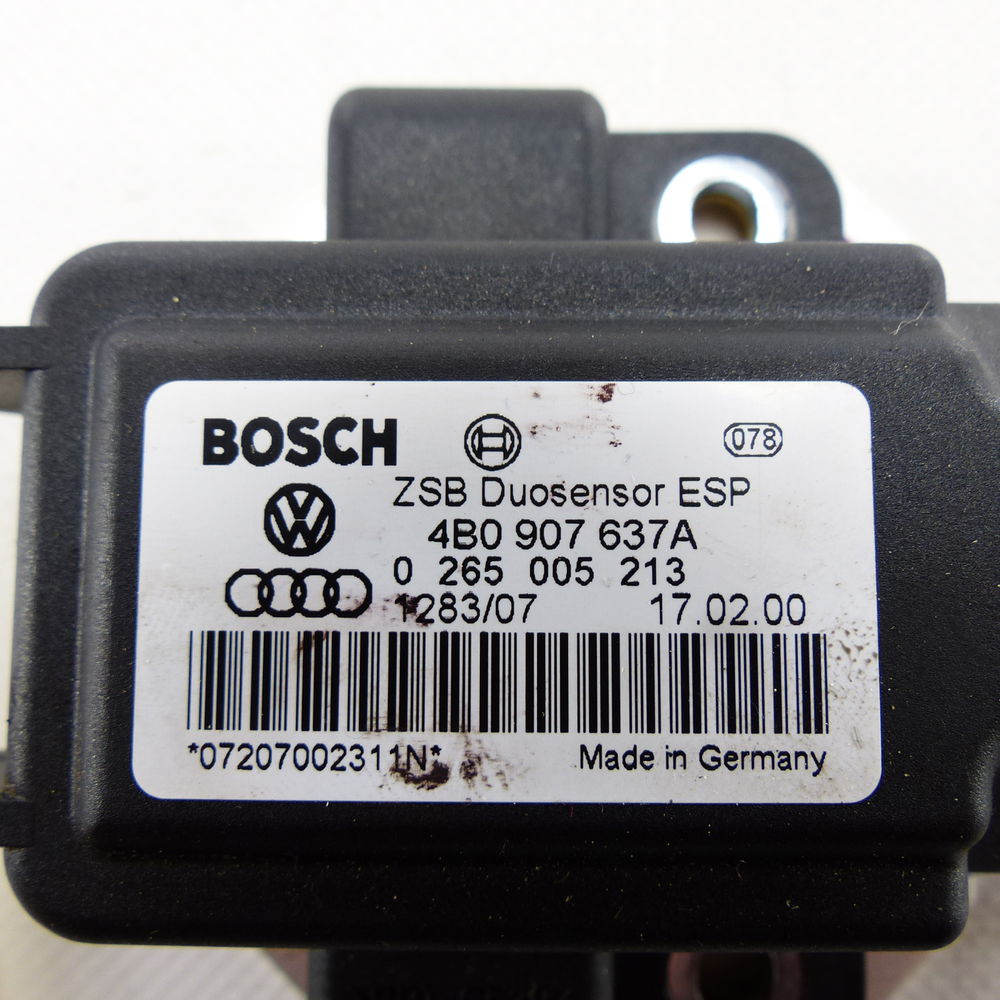 BOSCH 078
ZSB Duosensor ESP
4B0 907 637A
0 265 005 213
1283/07 17.02.00
*07207002311N* Made in Germany